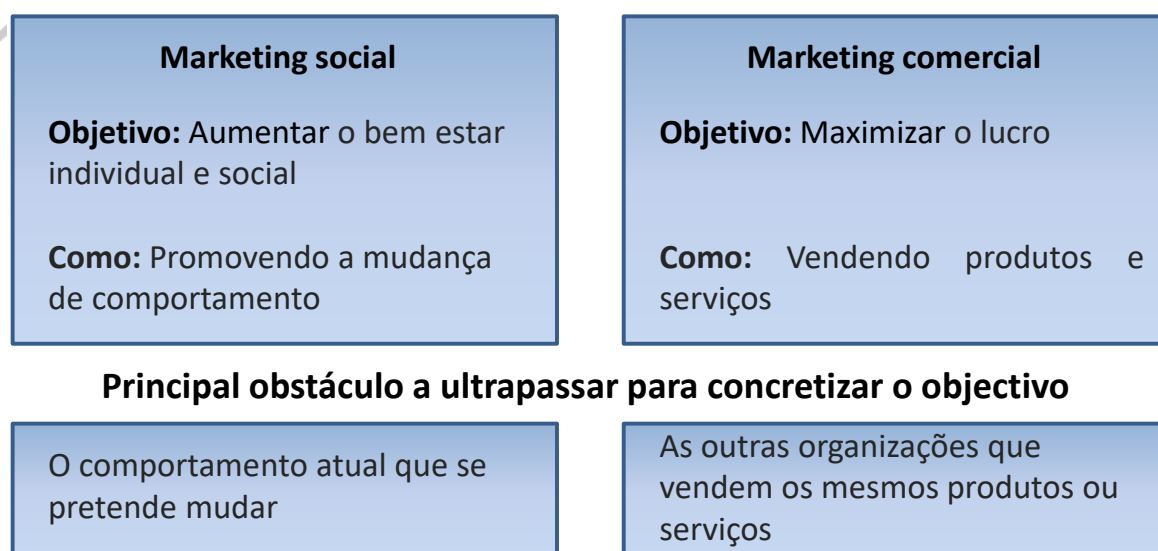 Marketing social
Objetivo: Aumentar o bem estar
individual e social
Como: Promovendo a mudança
de comportamento
Marketing comercial
Objetivo: Maximizar o lucro
Como: Vendendo produtos e
serviços
Principal obstáculo a ultrapassar para concretizar o objectivo
O comportamento atual que se
pretende mudar
As outras organizações que
vendem os mesmos produtos ou
serviços